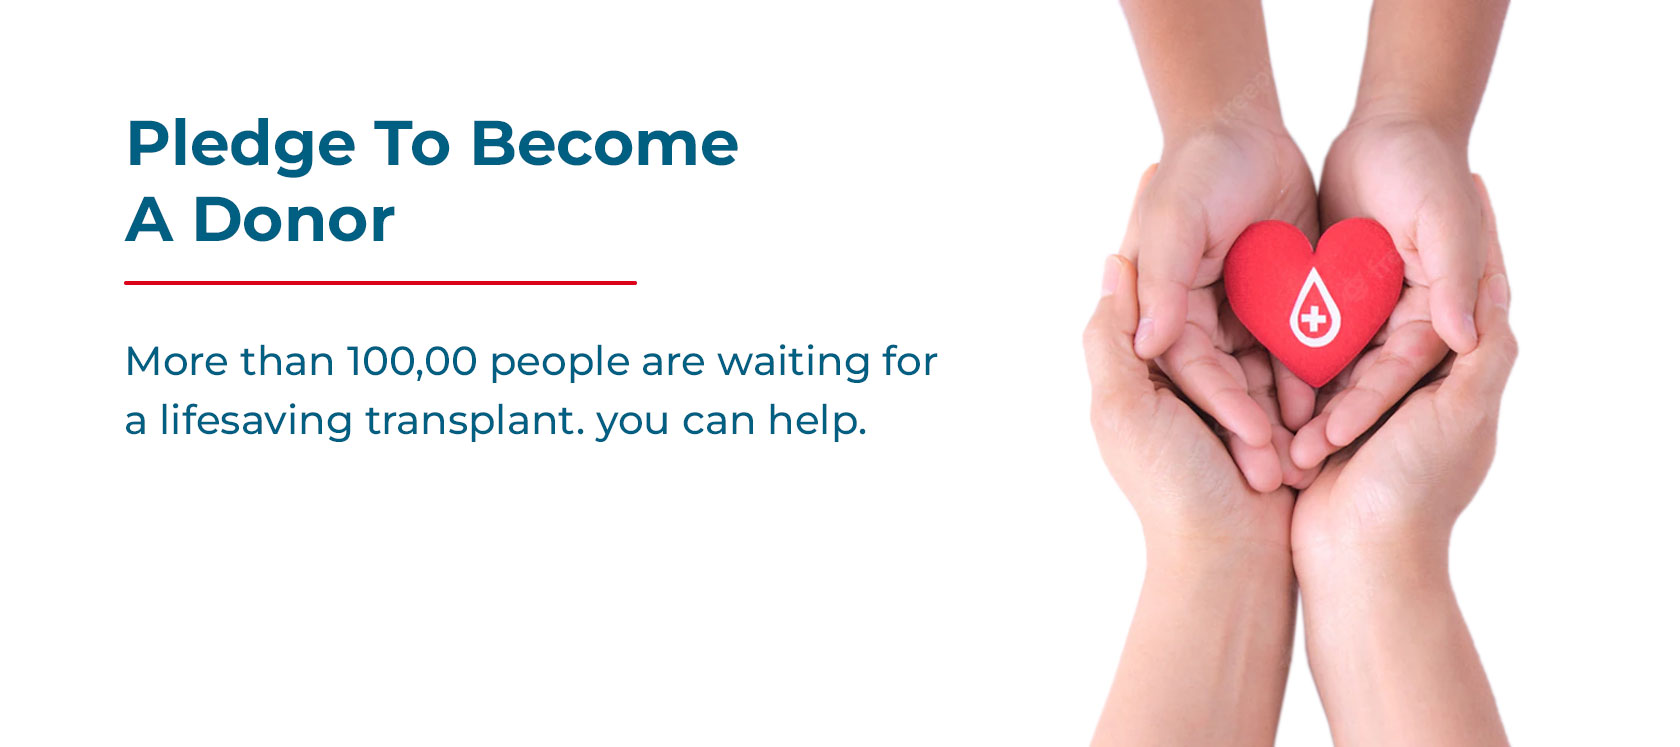 Pledge To Become
A Donor
More than 100,00 people are waiting for
a lifesaving transplant. you can help.